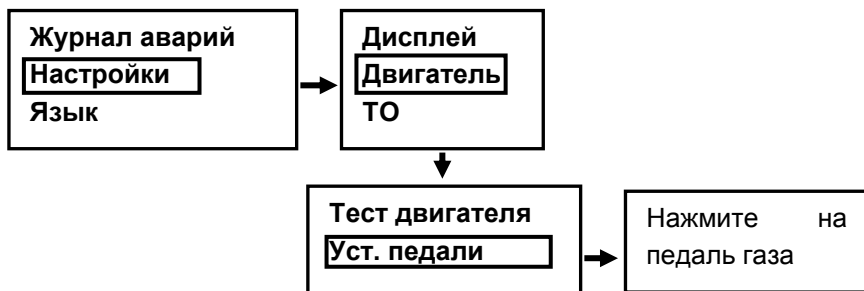 Журнал аварий
Настройки
Язык
Дисплей
Двигатель
ТО
Тест двигателя
Уст. педали
Нажмите на
педаль газа